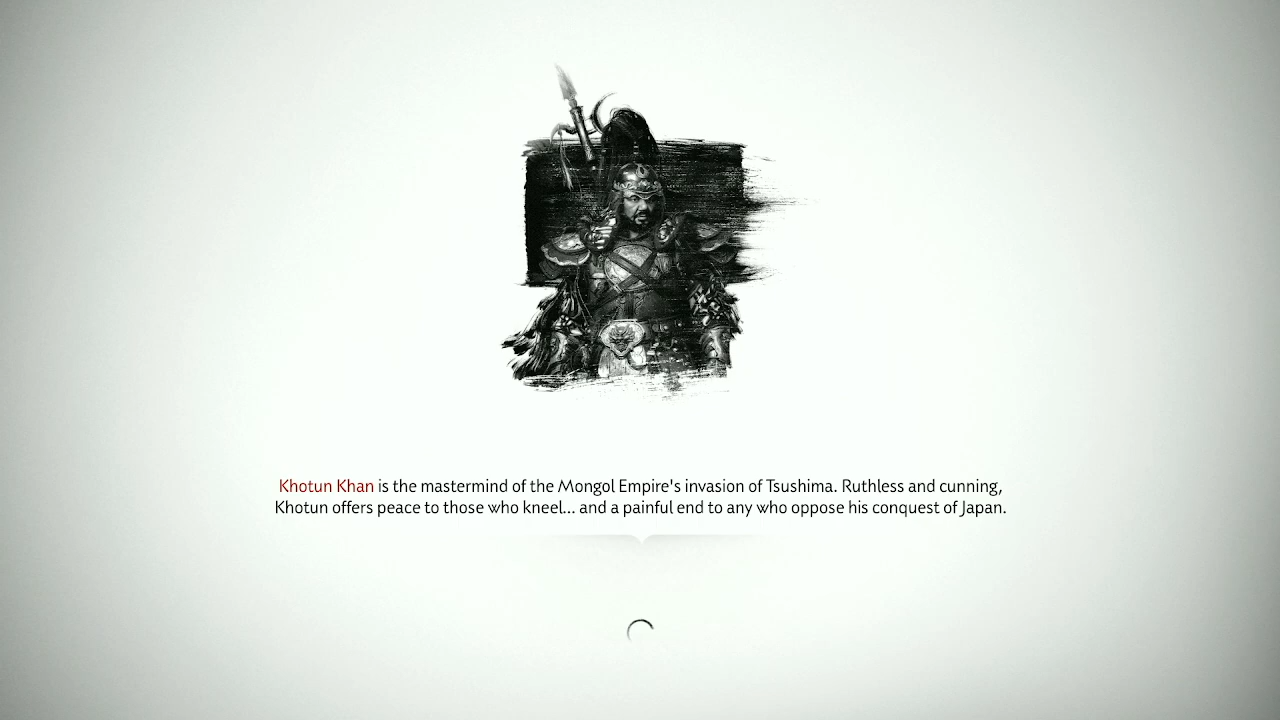 Khotun Khan is the mastermind of the Mongol Empire's invasion of Tsushima. Ruthless and cunning,
Khotun offers peace to those who kneel... and a painful end to any who oppose his conquest of Japan.